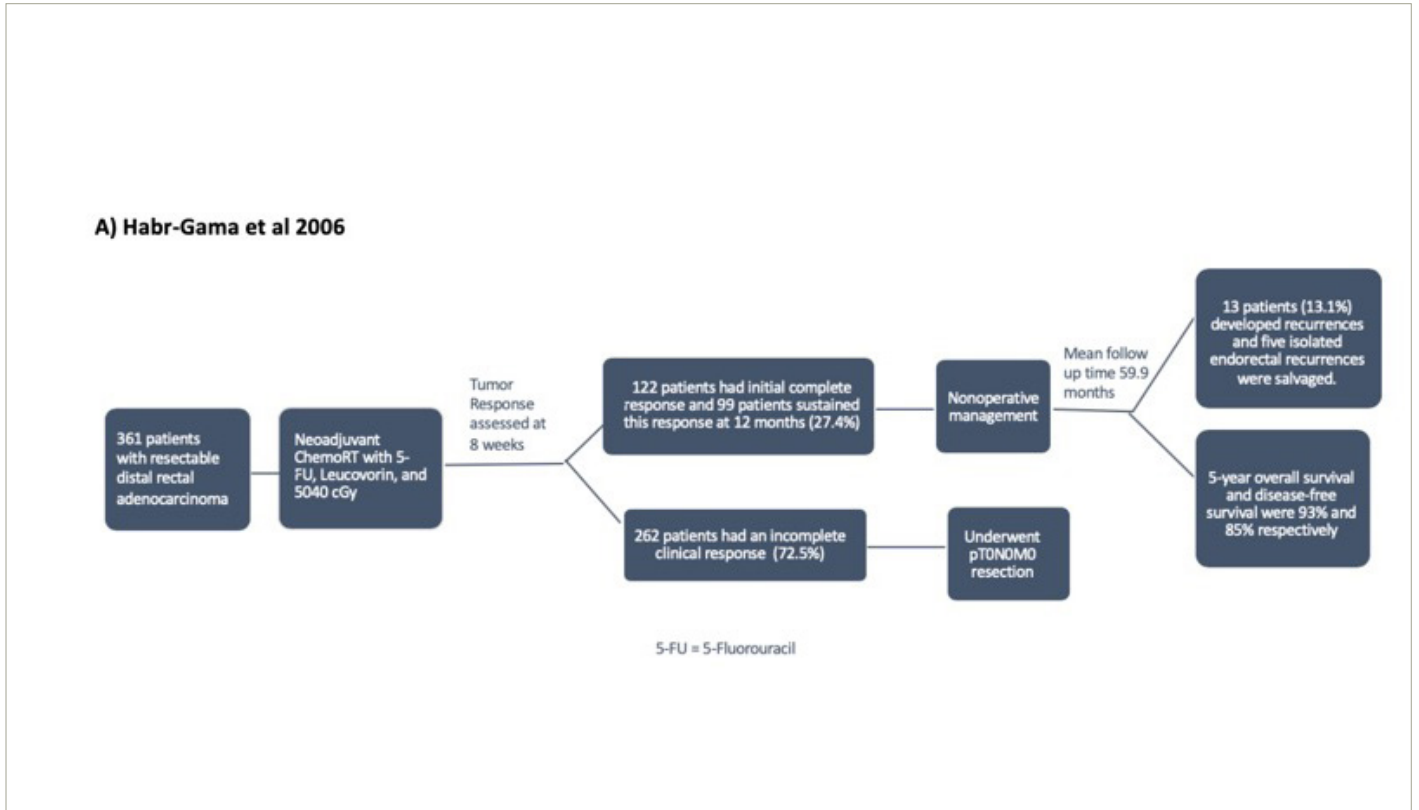 A) Habr-Gama et al 2006
361 patients
with resectable
distal rectal
adenocarcinoma
Neoadjuvant
ChemoRT with 5-
FU, Leucovorin, and
5040 cGy
Tumor
Response
assessed at
8 weeks
122 patients had initial complete
response and 99 patients sustained
this response at 12 months (27.4%)
262 patients had an incomplete
clinical response (72.5%)
Nonoperative
management
Underwent
pT0N0M0
resection
Mean follow
up time 59.9
months
13 patients (13.1%)
developed recurrences
and five isolated
endorectal recurrences
were salvaged.
5-year overall survival
and disease-free
survival were 93% and
85% respectively
5-FU = 5-Fluorouracil